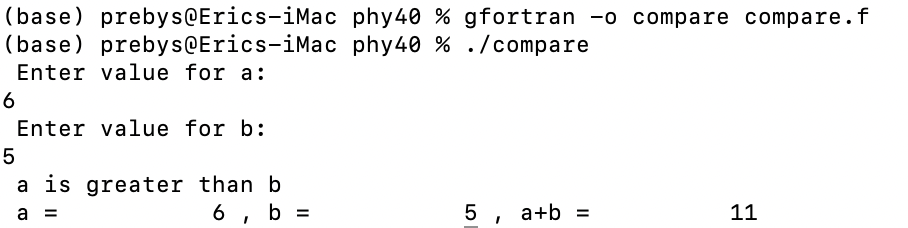 (base) prebys@Erics-iMac phy40 % gfortran -o compare compare.f
(base) prebys@Erics-iMac phy40 % ./compare
 Enter value for a:
6
 Enter value for b:
5
 a is greater than b
 a =           6 , b =           5 , a+b =          11